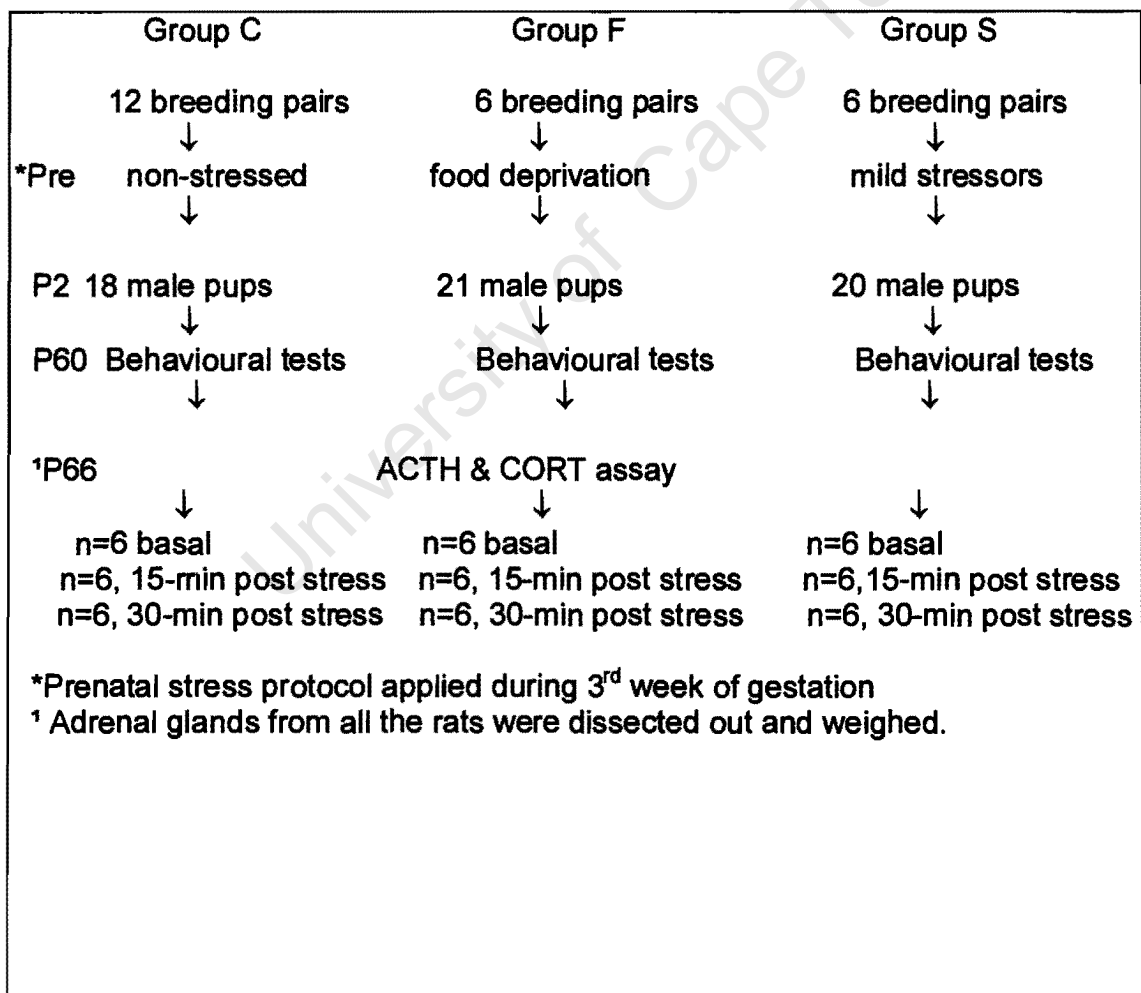 Group C Group F Group S
12 breeding pairs 6 breeding pairs 6 breeding pairs
↓ ↓ ↓
*Pre non-stressed food deprivation mild stressors
↓ ↓ ↓
P2 18 male pups 21 male pups 20 male pups
↓ ↓ ↓
P60 Behavioural tests Behavioural tests Behavioural tests
↓ ↓ ↓
¹P66 ACTH & CORT assay
↓ ↓ ↓
n=6 basal n=6 basal n=6 basal
n=6, 15-min post stress n=6, 15-min post stress n=6,15-min post stress
n=6, 30-min post stress n=6, 30-min post stress n=6, 30-min post stress
*Prenatal stress protocol applied during 3rd week of gestation
¹ Adrenal glands from all the rats were dissected out and weighed.
University of Cape